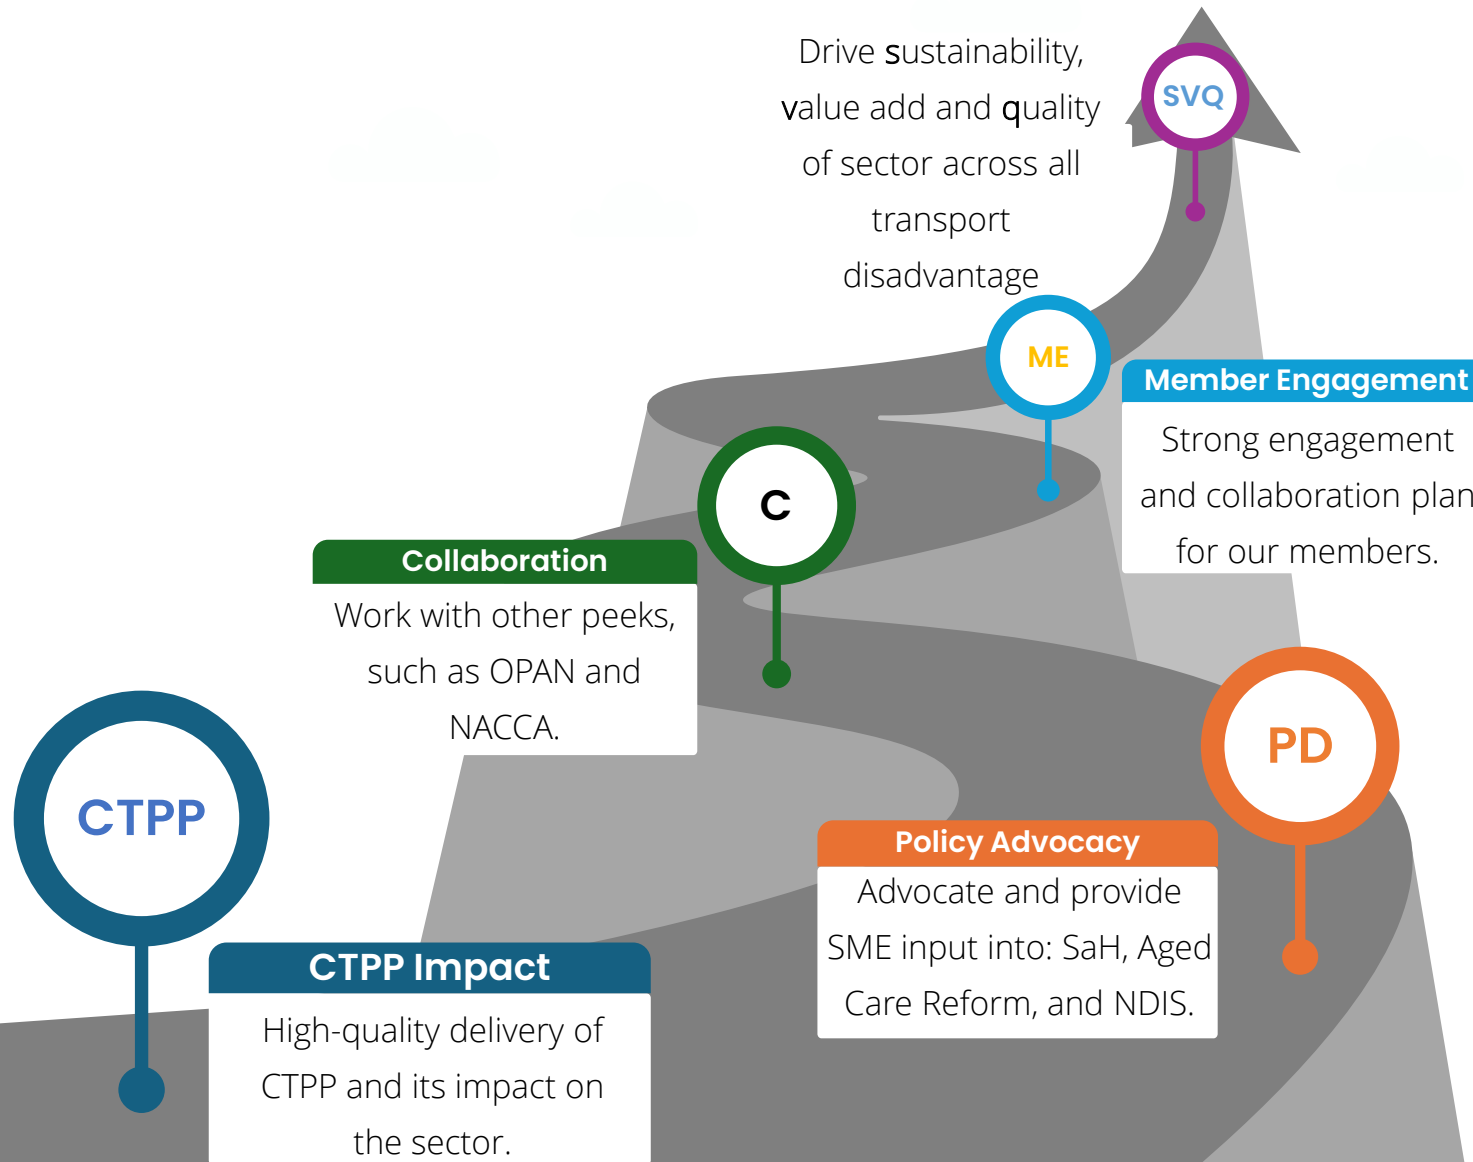 Drive sustainability,
value add and quality
of sector across all
transport
disadvantage
SVQ
ME
Member Engagement
Strong engagement
and collaboration plan
for our members.
C
Collaboration
Work with other peeks,
such as OPAN and
NACCA.
PD
Policy Advocacy
Advocate and provide
SME input into: SaH, Aged
Care Reform, and NDIS.
CTPP
CTPP Impact
High-quality delivery of
CTPP and its impact on
the sector.